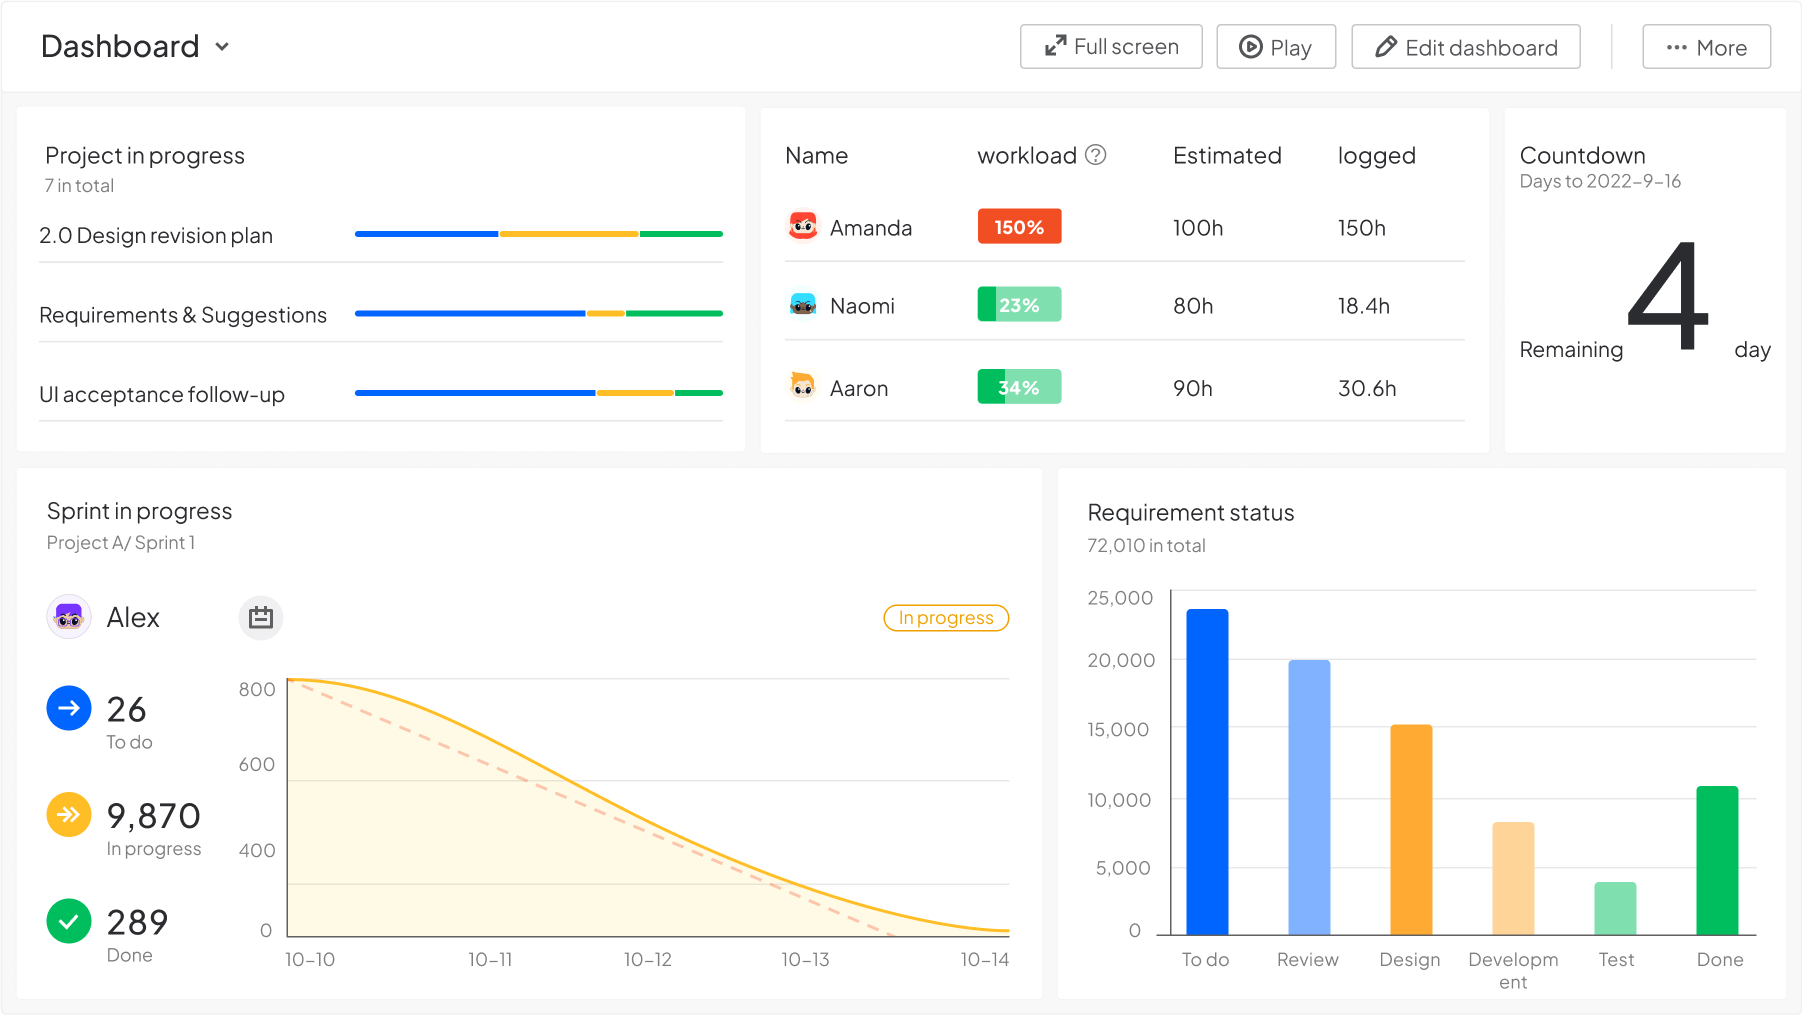 Dashboard
Full screen
Play
Edit dashboard
More
Project in progress
7 in total
2.0 Design revision plan
Requirements & Suggestions
UI acceptance follow-up
Name workload ? Estimated logged
Amanda 150% 100h 150h
Naomi 23% 80h 18.4h
Aaron 34% 90h 30.6h
Countdown
Days to 2022-9-16
Remaining 4 day
Sprint in progress
Project A/ Sprint 1
Alex
In progress
26
To do
9,870
In progress
289
Done
800
600
400
0
10-10 10-11 10-12 10-13 10-14
Requirement status
72,010 in total
25,000
20,000
15,000
10,000
5,000
0
To do Review Design Developm Test Done
ent